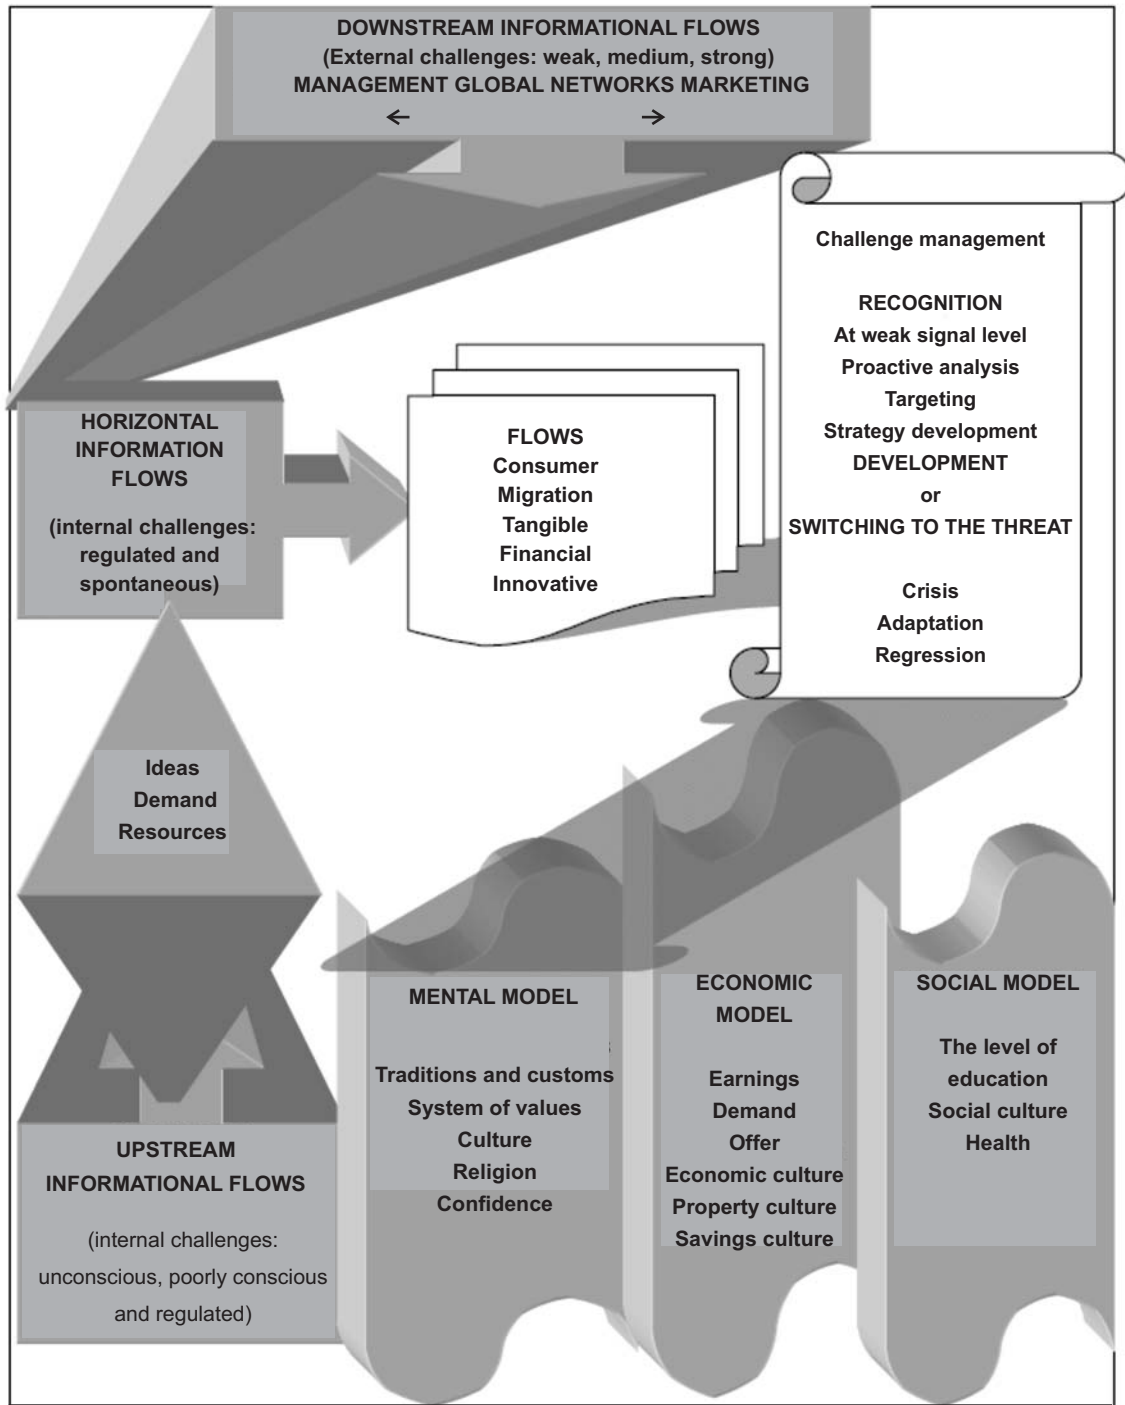 DOWNSTREAM INFORMATIONAL FLOWS
(External challenges: weak, medium, strong)
MANAGEMENT GLOBAL NETWORKS MARKETING
← →
Challenge management
RECOGNITION
At weak signal level
Proactive analysis
Targeting
Strategy development
DEVELOPMENT
or
SWITCHING TO THE THREAT
Crisis
Adaptation
Regression
HORIZONTAL
INFORMATION
FLOWS
(internal challenges:
regulated and
spontaneous)
FLOWS
Consumer
Migration
Tangible
Financial
Innovative
Ideas
Demand
Resources
UPSTREAM
INFORMATIONAL FLOWS
(internal challenges:
unconscious, poorly conscious
and regulated)
MENTAL MODEL
Traditions and customs
System of values
Culture
Religion
Confidence
ECONOMIC
MODEL
Earnings
Demand
Offer
Economic culture
Property culture
Savings culture
SOCIAL MODEL
The level of
education
Social culture
Health